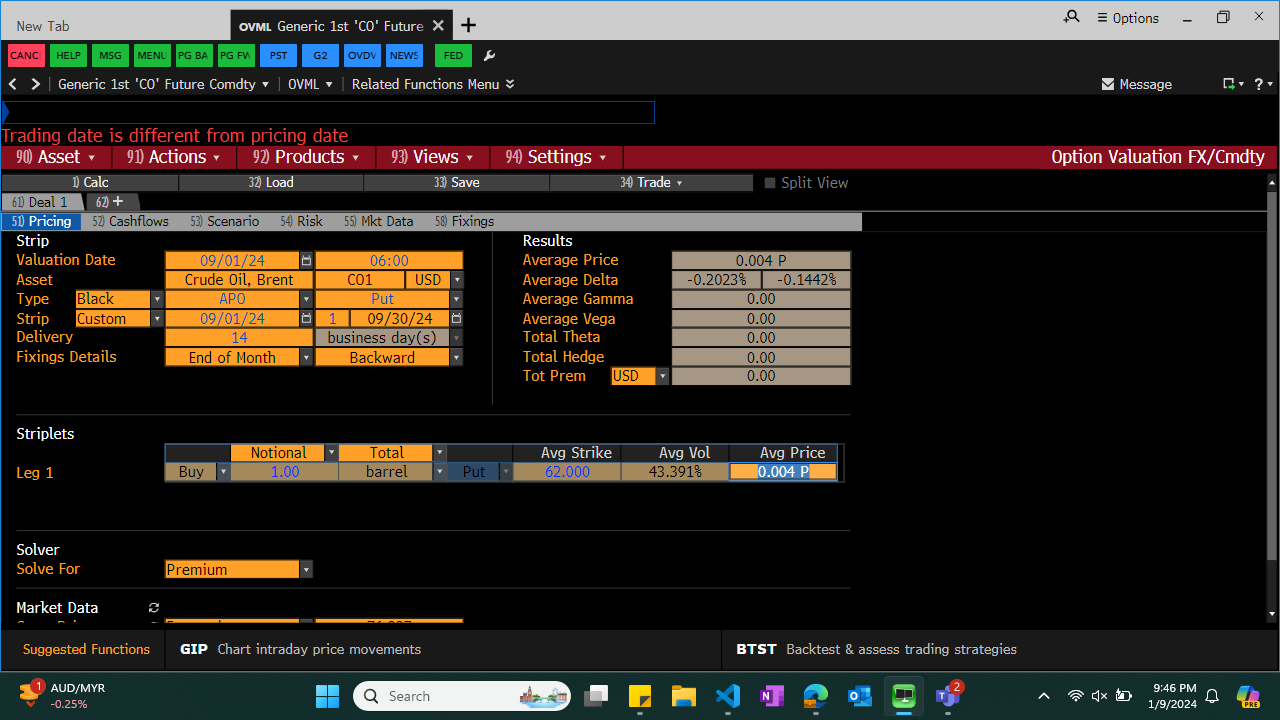 New Tab
OVML Generic 1st 'CO' Future
Options
CANC HELP MSG MENU PG BA PG FW PST G2 OVDV NEWS FED
Generic 1st 'CO' Future Comdty OVML Related Functions Menu Message ?
Trading date is different from pricing date
90) Asset 91) Actions 92) Products 93) Views 94) Settings Option Valuation FX/Cmdty
1) Calc 32) Load 33) Save 34) Trade Split View
61) Deal 1 62) +
51) Pricing 52) Cashflows 53) Scenario 54) Risk 55) Mkt Data 58) Fixings
Strip Results
Valuation Date 09/01/24 06:00 Average Price 0.004 P
Asset Crude Oil, Brent CO1 USD Average Delta -0.2023% -0.1442%
Type Black APO Put Average Gamma 0.00
Strip Custom 09/01/24 1 09/30/24 Average Vega 0.00
Delivery 14 business day(s) Total Theta 0.00
Fixings Details End of Month Backward Total Hedge 0.00
Tot Prem USD 0.00
Striplets
Notional Total Avg Strike Avg Vol Avg Price
Leg 1 Buy 1.00 barrel Put 62.000 43.391% 0.004 P
Solver
Solve For Premium
Market Data
Suggested Functions GIP Chart intraday price movements BTST Backtest & assess trading strategies
1 AUD/MYR
-0.25%
Search
2
9:46 PM
1/9/2024
PRE